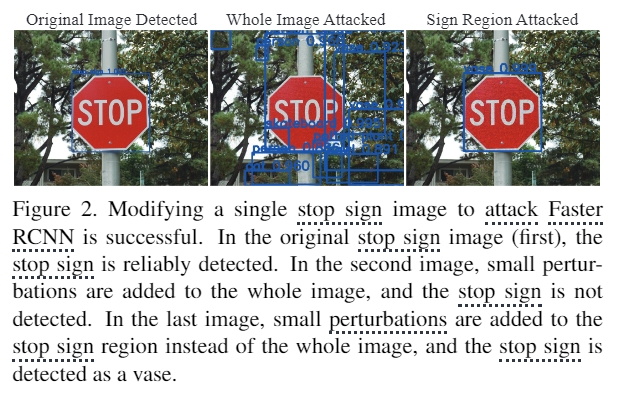 Original Image Detected Whole Image Attacked Sign Region Attacked
STOP STOP STOP
Figure 2. Modifying a single stop sign image to attack Faster
RCNN is successful. In the original stop sign image (first), the
stop sign is reliably detected. In the second image, small pertur-
bations are added to the whole image, and the stop sign is not
detected. In the last image, small perturbations are added to the
stop sign region instead of the whole image, and the stop sign is
detected as a vase.